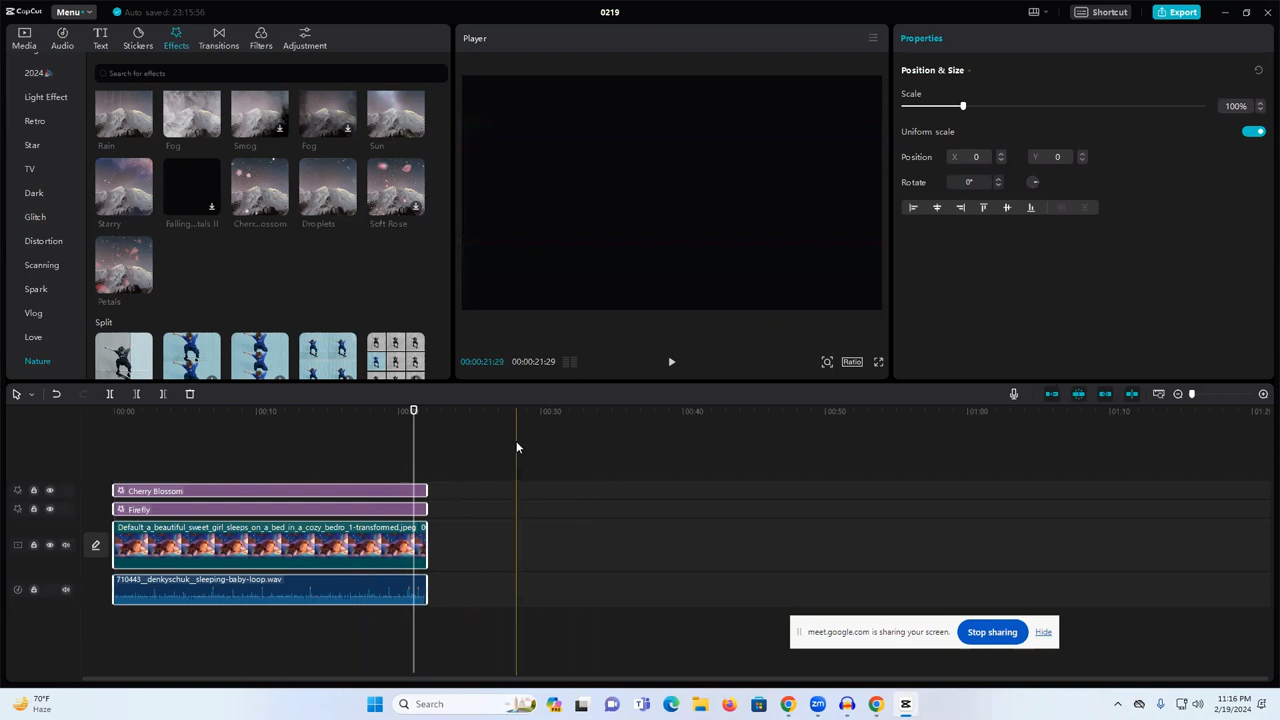 CapCut
Menu
Auto saved: 23:15:56
0219
Shortcut
Export
Media
Audio
Text
Stickers
Effects
Transitions
Filters
Adjustment
2024
Light Effect
Retro
Star
TV
Dark
Glitch
Distortion
Scanning
Spark
Vlog
Love
Nature
Search for effects
Rain
Fog
Smog
Fog
Sun
Starry
Falling...tals II
Cherr...ossom
Droplets
Soft Rose
Petals
Split
Player
00:00:21:29
00:00:21:29
Ratio
Properties
Position & Size
Scale
100%
Uniform scale
Position
X 0
Y 0
Rotate
0°
00:00
00:10
00:30
00:40
00:50
01:00
01:10
Cherry Blossom
Firefly
Default_a_beautiful_sweet_girl_sleeps_on_a_bed_in_a_cozy_bedro_1-transformed.jpeg 0
710443__denkyschuk__sleeping-baby-loop.wav
meet.google.com is sharing your screen.
Stop sharing
Hide
70°F
Haze
Search
11:16 PM
2/19/2024